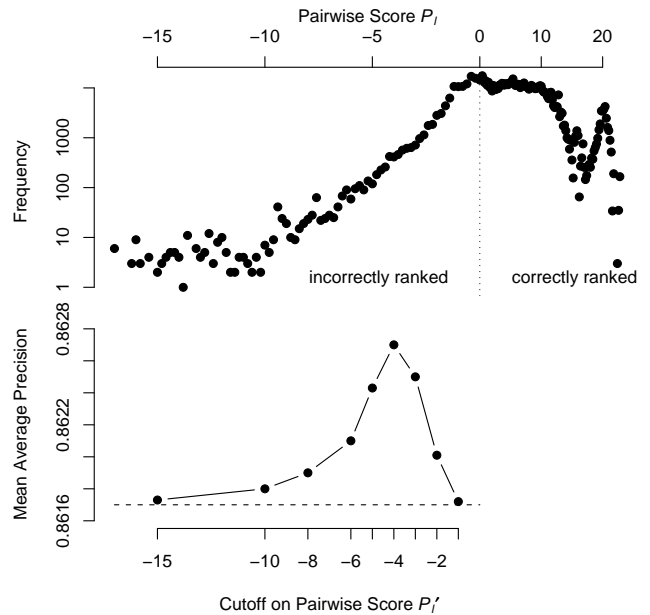 Pairwise Score P_l
−15 −10 −5 0 10 20
Frequency
1000
100
10
1
incorrectly ranked correctly ranked
Mean Average Precision
0.8628
0.8622
0.8616
−15 −10 −8 −6 −4 −2
Cutoff on Pairwise Score P_l′